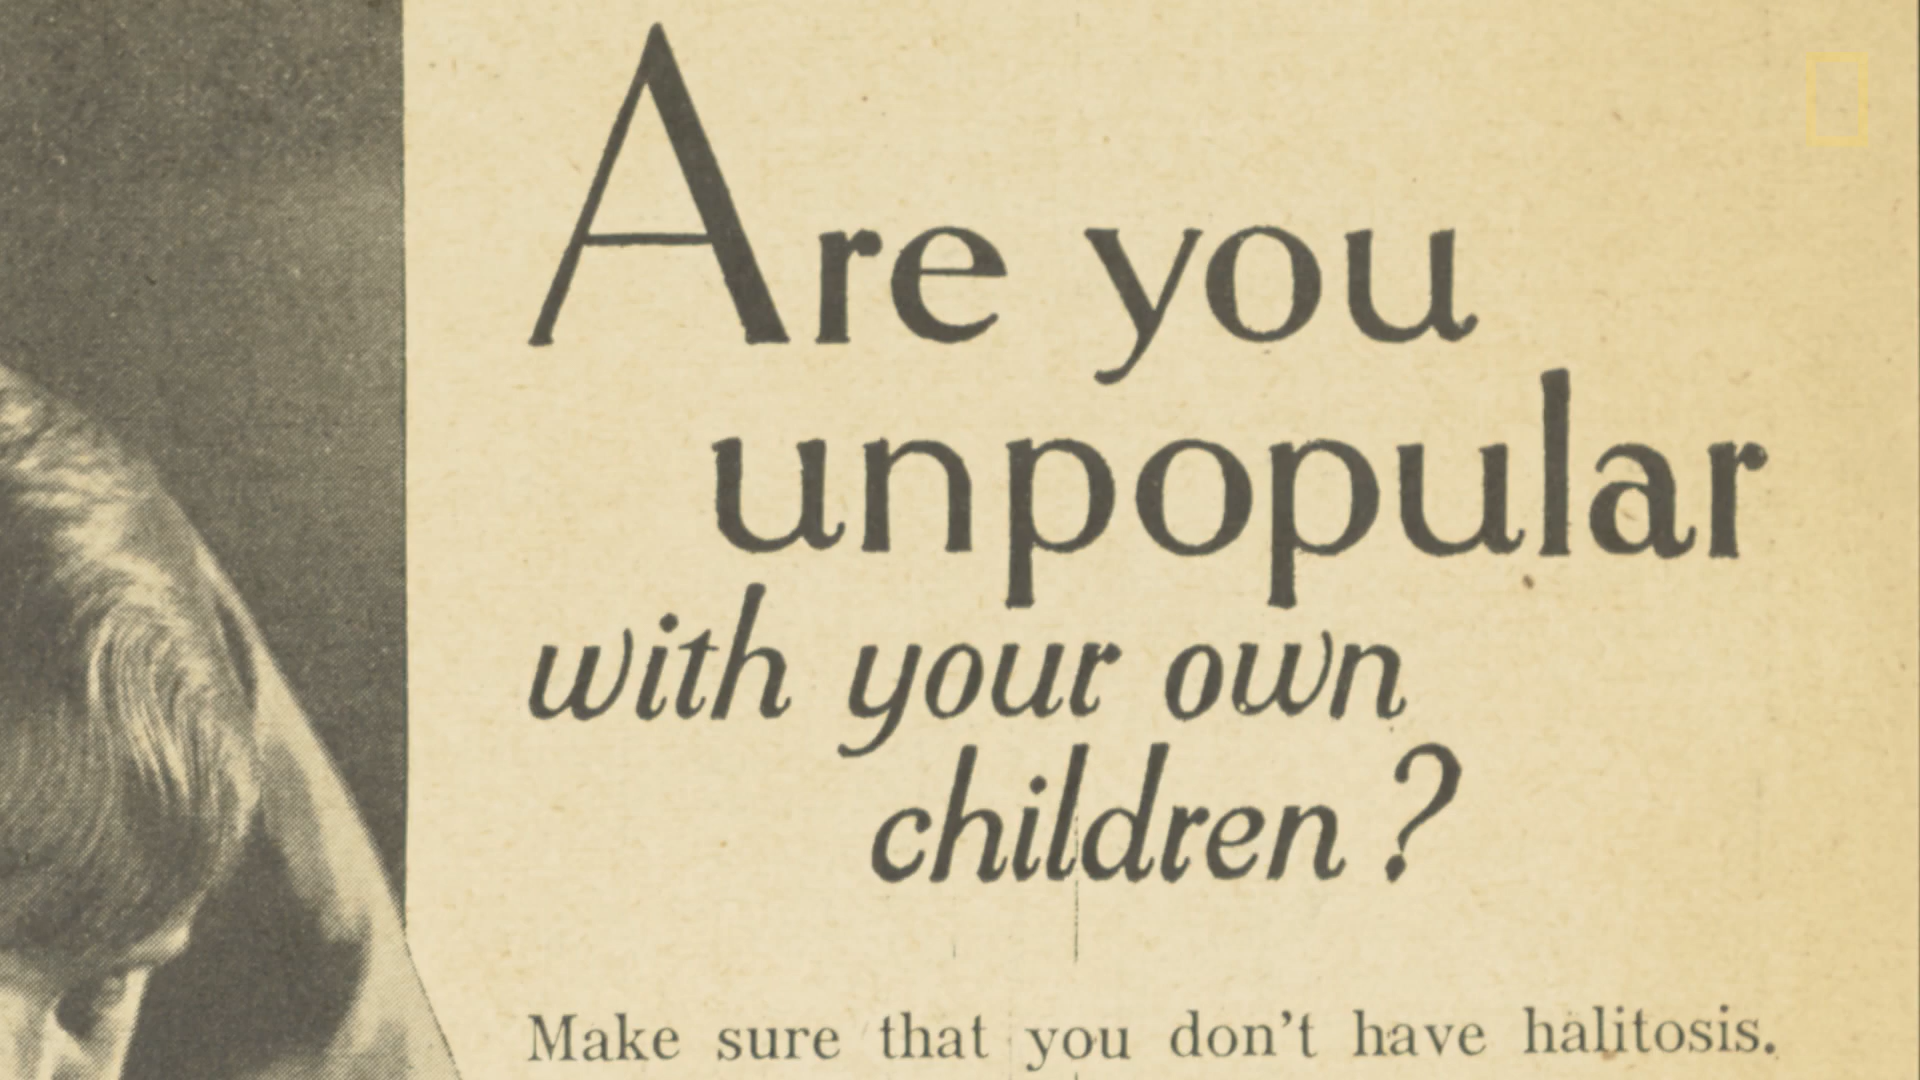 Are you
unpopular
with your own
children?
Make sure that you don't have halitosis.